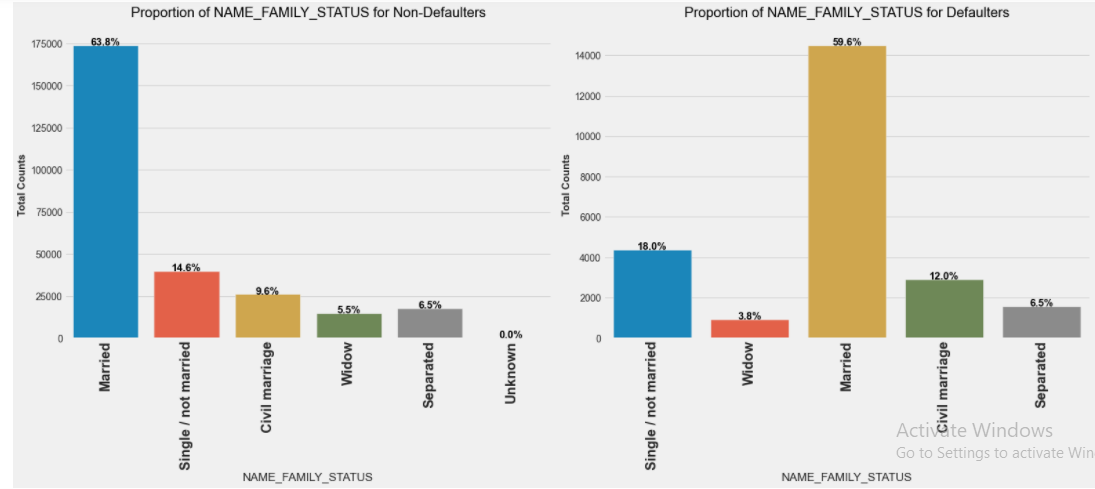 Proportion of NAME_FAMILY_STATUS for Non-Defaulters
175000
150000
125000
100000
75000
50000
25000
0
Total Counts
63.8%
14.6%
9.6%
5.5%
6.5%
0.0%
Married
Single / not married
Civil marriage
Widow
Separated
Unknown
NAME_FAMILY_STATUS
Proportion of NAME_FAMILY_STATUS for Defaulters
14000
12000
10000
8000
6000
4000
2000
0
Total Counts
18.0%
3.8%
59.6%
12.0%
6.5%
Single / not married
Widow
Married
Civil marriage
Separated
NAME_FAMILY_STATUS
Activate Windows
Go to Settings to activate Win